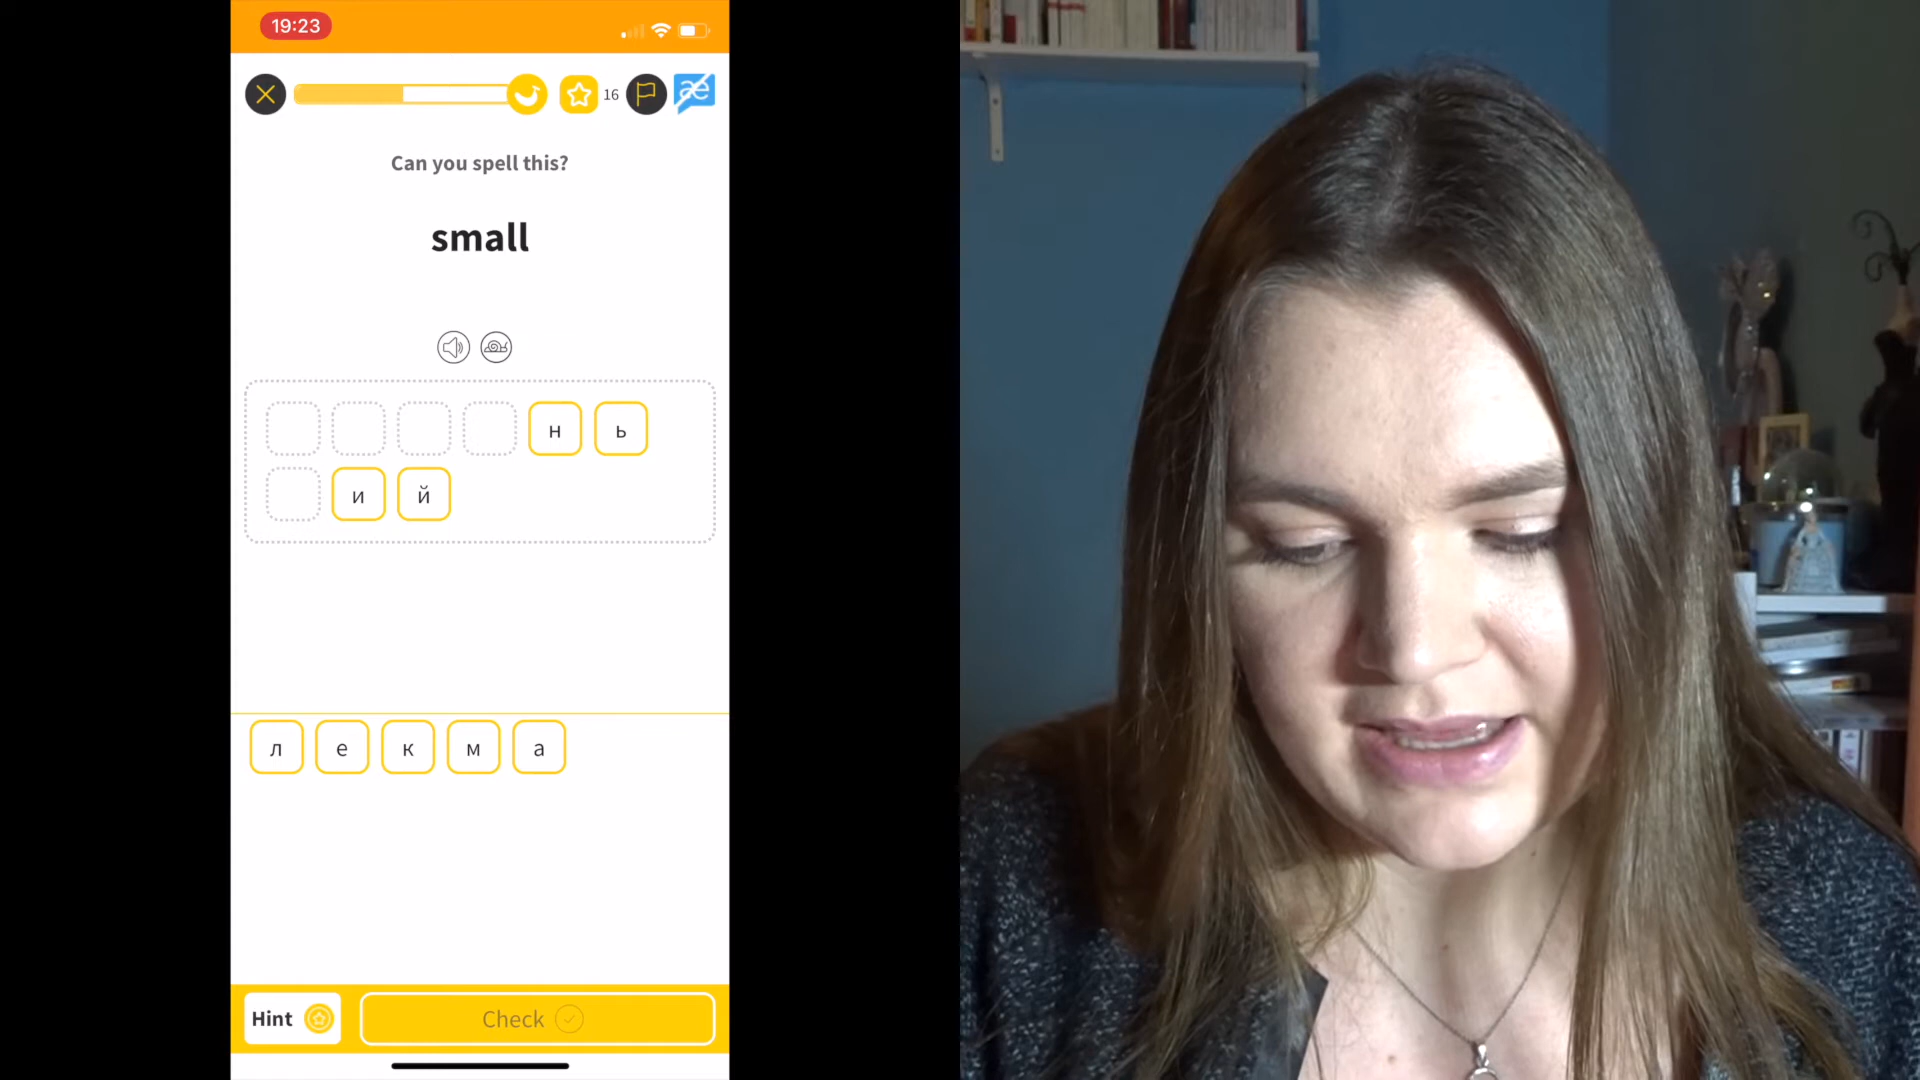 19:23
16
Can you spell this?
small
н ь
и й
л е к м а
Hint
Check